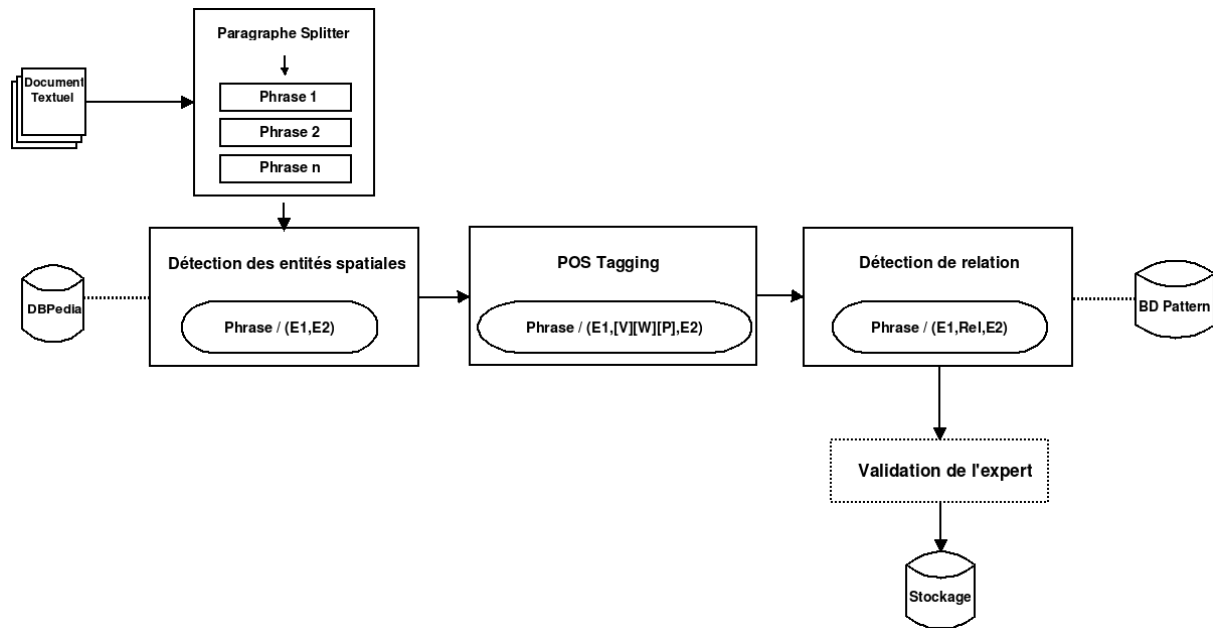 Paragraphe Splitter
Document
Textuel
Phrase 1
Phrase 2
Phrase n
Détection des entités spatiales
POS Tagging
Détection de relation
DBPedia
Phrase / (E1,E2)
Phrase / (E1,[V][W][P],E2)
Phrase / (E1,Rel,E2)
BD Pattern
Validation de l'expert
Stockage